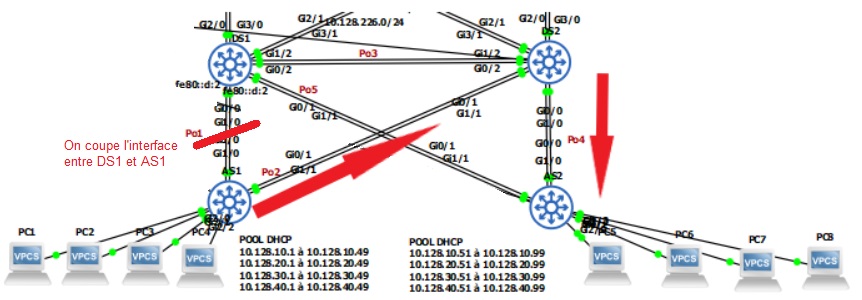 Gi2/0
Gi3/0
Gi2/1
Gi3/1
10.128.226.0/24
Gi2/1
Gi3/1
Gi2/0
Gi3/0
DS1
DS2
Gi1/2
Gi0/2
Po3
Gi1/2
Gi0/2
fe80::d:2
fe80::d:2
Po5
Gi0/0
Gi1/0
Gi0/1
Gi1/1
Gi0/1
Gi1/1
Gi0/0
Gi1/0
Po1
On coupe l'interface
entre DS1 et AS1
Po4
Gi0/0
Gi1/0
Gi0/1
Gi1/1
Gi0/1
Gi1/1
Gi0/0
Gi1/0
AS1
Po2
AS2
PC1
PC2
PC3
PC4
PC6
PC7
PC8
VPCS
VPCS
VPCS
VPCS
VPCS
VPCS
VPCS
VPCS
POOL DHCP
10.128.10.1 à 10.128.10.49
10.128.20.1 à 10.128.20.49
10.128.30.1 à 10.128.30.49
10.128.40.1 à 10.128.40.49
POOL DHCP
10.128.10.51 à 10.128.10.99
10.128.20.51 à 10.128.20.99
10.128.30.51 à 10.128.30.99
10.128.40.51 à 10.128.40.99